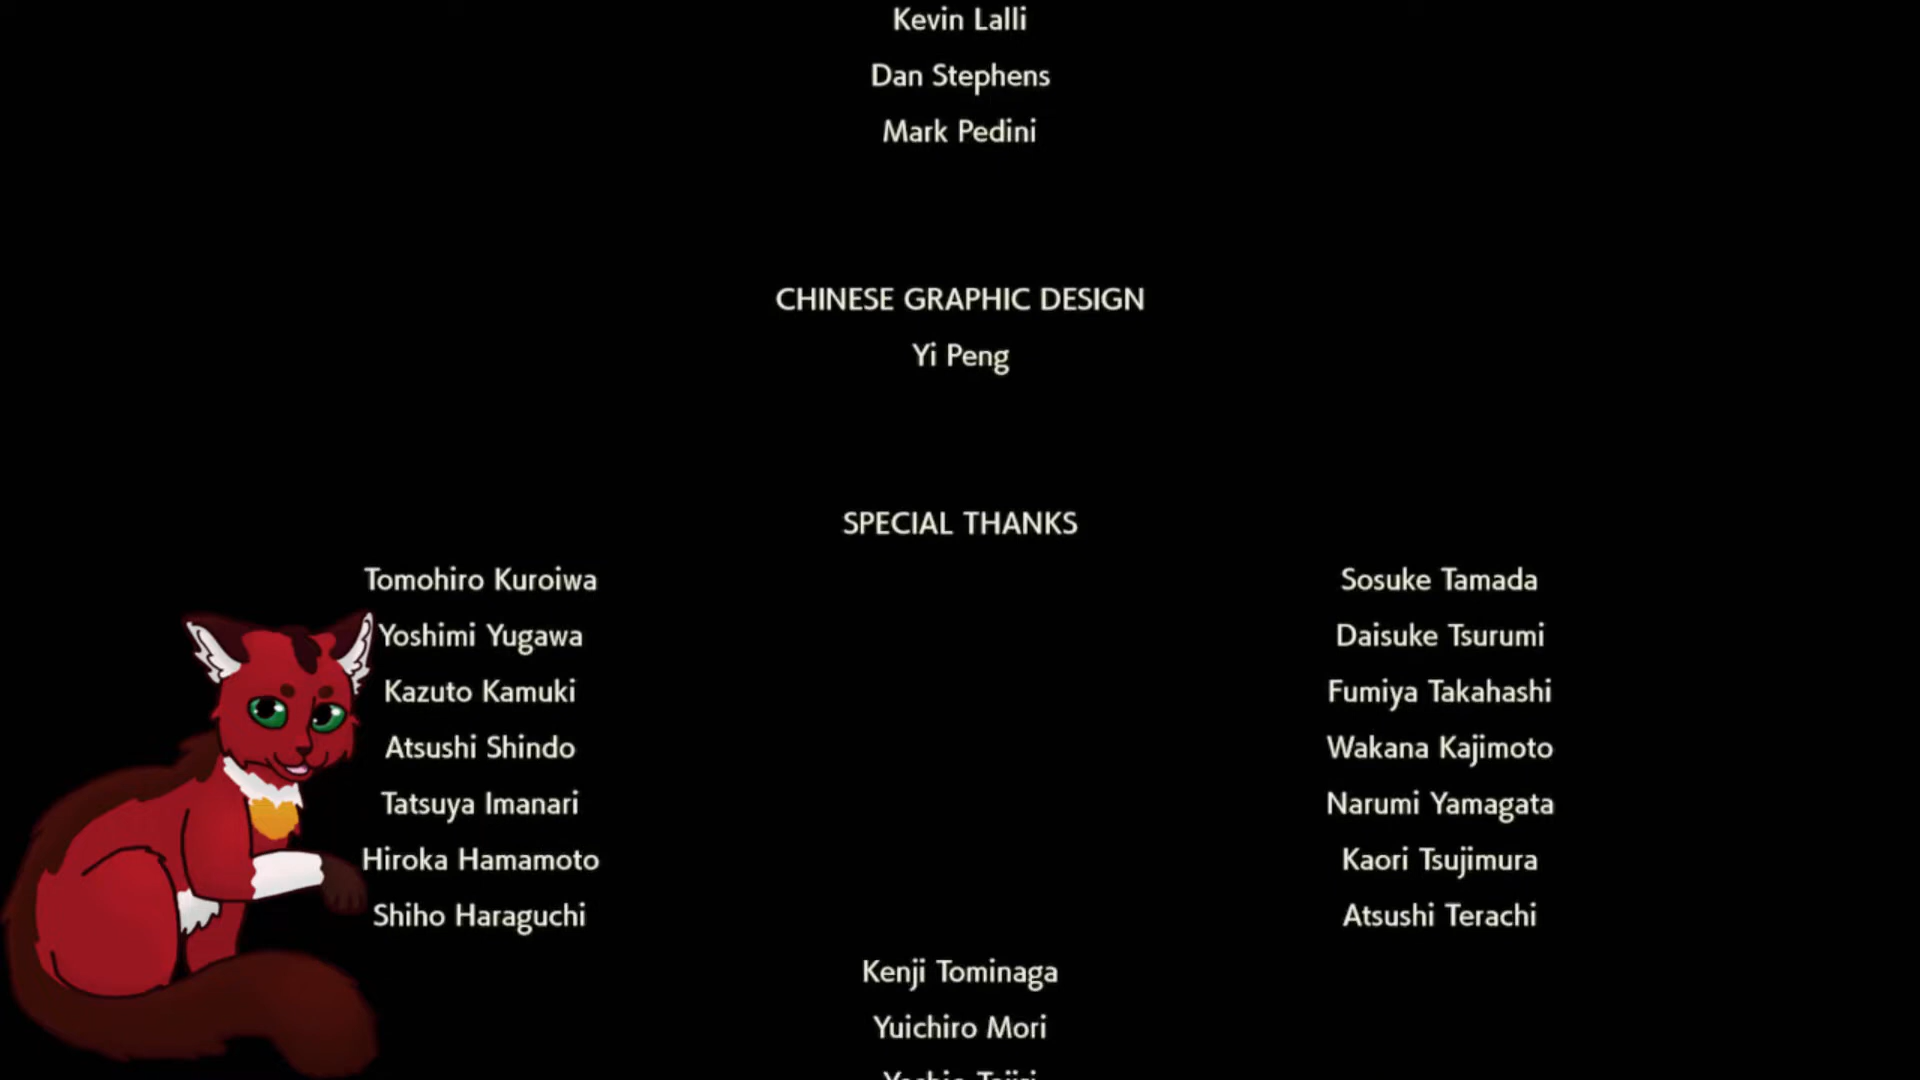 Kevin Lalli
Dan Stephens
Mark Pedini
CHINESE GRAPHIC DESIGN
Yi Peng
SPECIAL THANKS
Tomohiro Kuroiwa
Sosuke Tamada
Yoshimi Yugawa
Daisuke Tsurumi
Kazuto Kamuki
Fumiya Takahashi
Atsushi Shindo
Wakana Kajimoto
Tatsuya Imanari
Narumi Yamagata
Hiroka Hamamoto
Kaori Tsujimura
Shiho Haraguchi
Atsushi Terachi
Kenji Tominaga
Yuichiro Mori